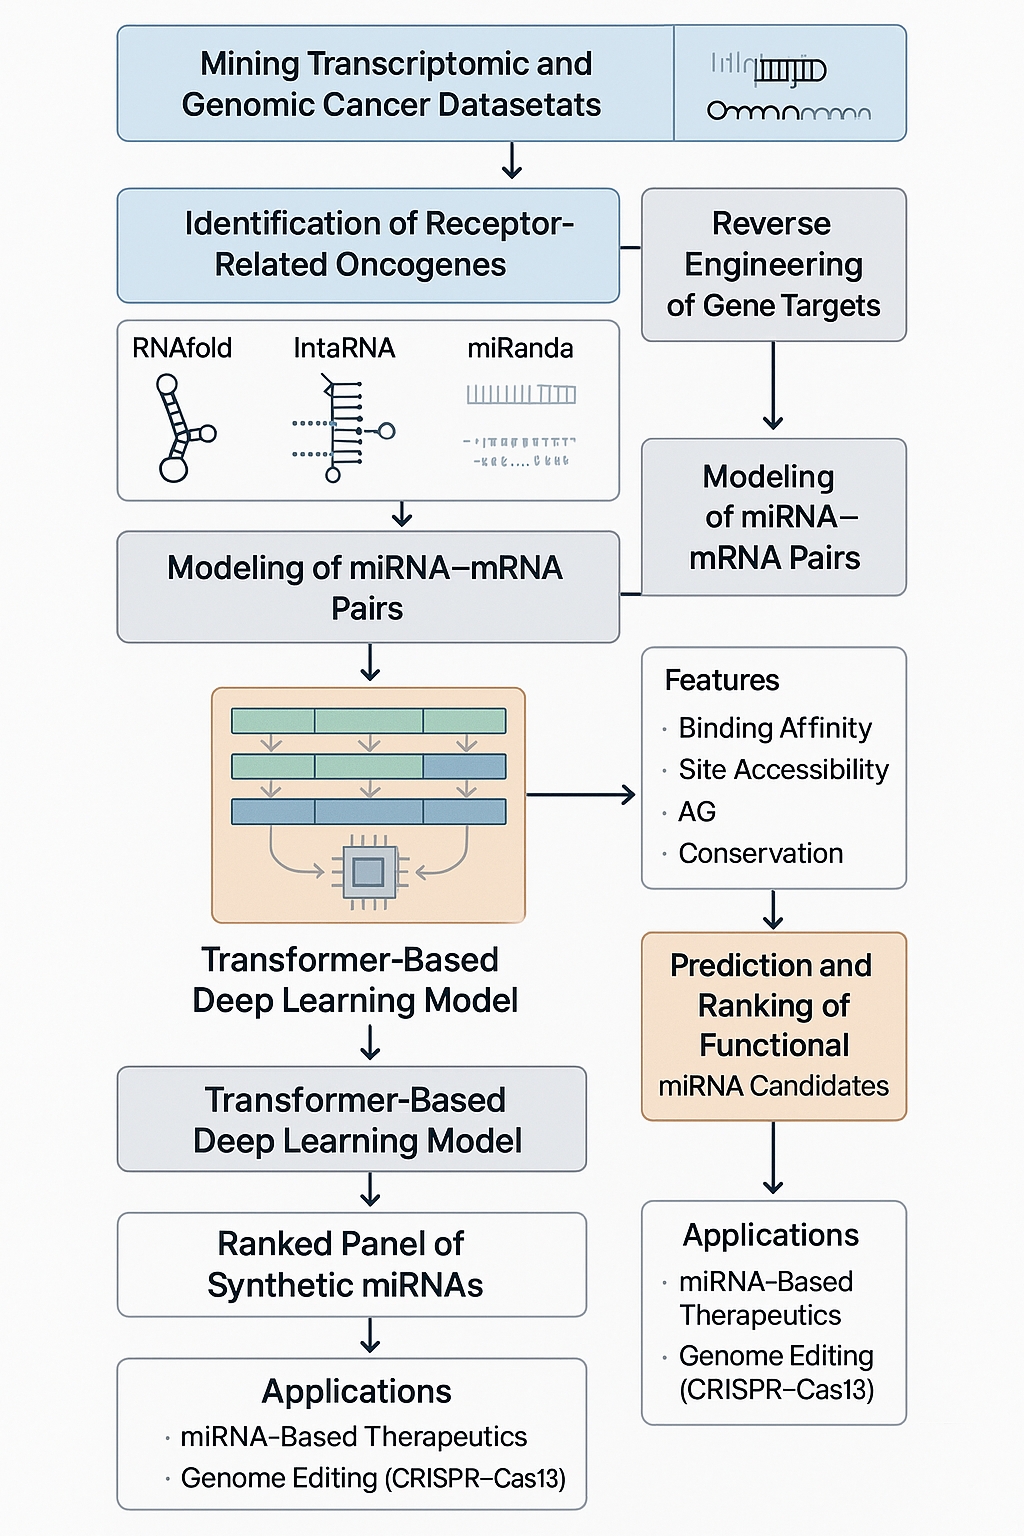 Mining Transcriptomic and
Genomic Cancer Datasetats
Identification of Receptor-
Related Oncogenes
Reverse
Engineering
of Gene Targets
RNAfold
IntaRNA
miRanda
Modeling
of miRNA–
mRNA Pairs
Modeling of miRNA–mRNA
Pairs
Features
· Binding Affinity
· Site Accessibility
· AG
· Conservation
Transformer-Based
Deep Learning Model
Prediction and
Ranking of
Functional
miRNA Candidates
Transformer-Based
Deep Learning Model
Ranked Panel of
Synthetic miRNAs
Applications
· miRNA-Based
Therapeutics
· Genome Editing
(CRISPR–Cas13)
Applications
· miRNA-Based Therapeutics
· Genome Editing (CRISPR–Cas13)